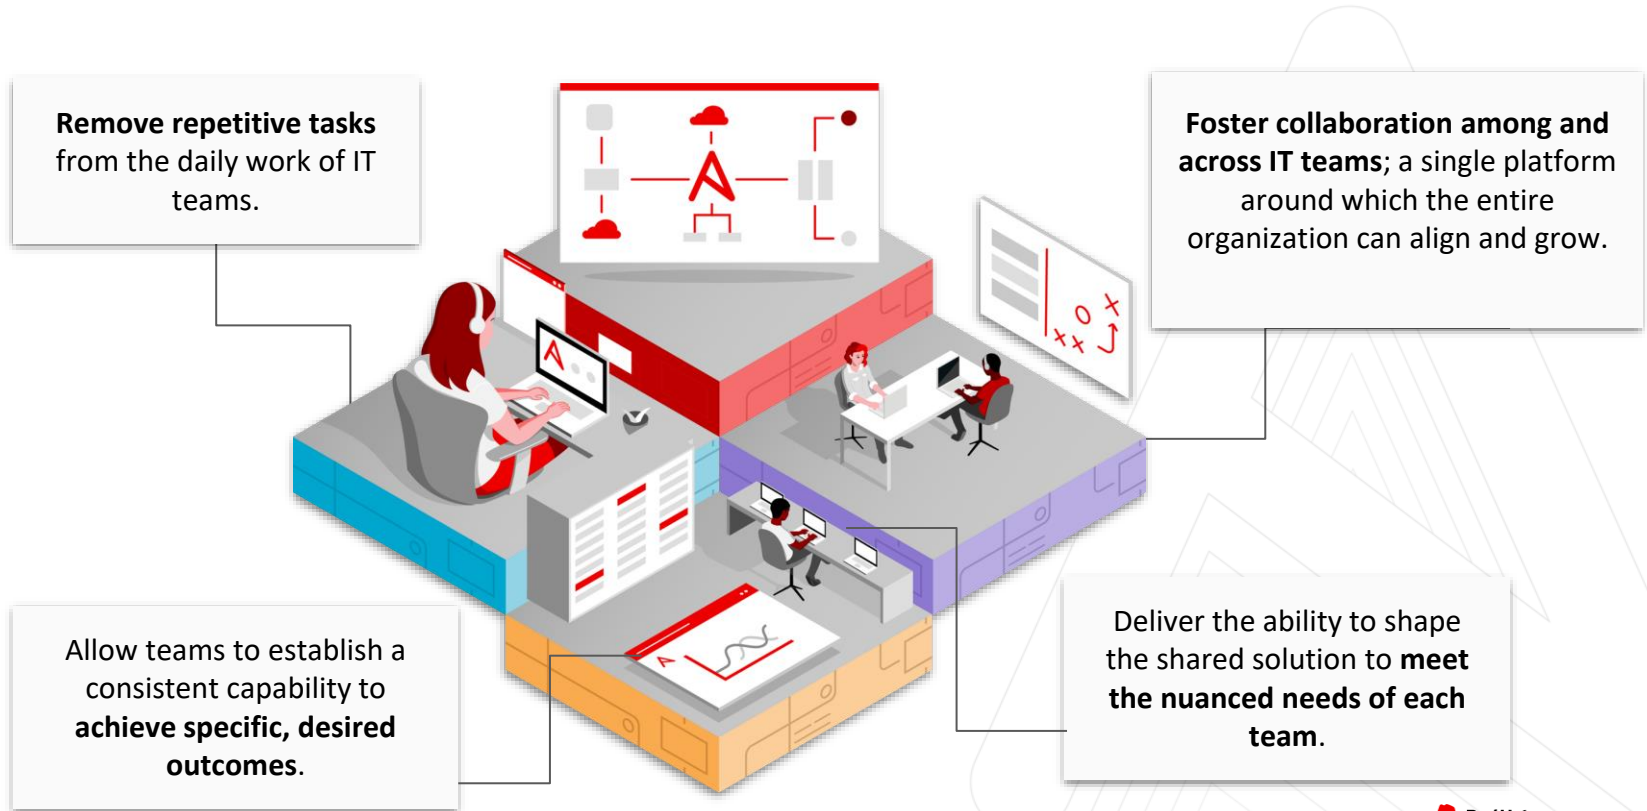 Remove repetitive tasks
from the daily work of IT
teams.
Foster collaboration among and
across IT teams; a single platform
around which the entire
organization can align and grow.
Allow teams to establish a
consistent capability to
achieve specific, desired
outcomes.
Deliver the ability to shape
the shared solution to meet
the nuanced needs of each
team.